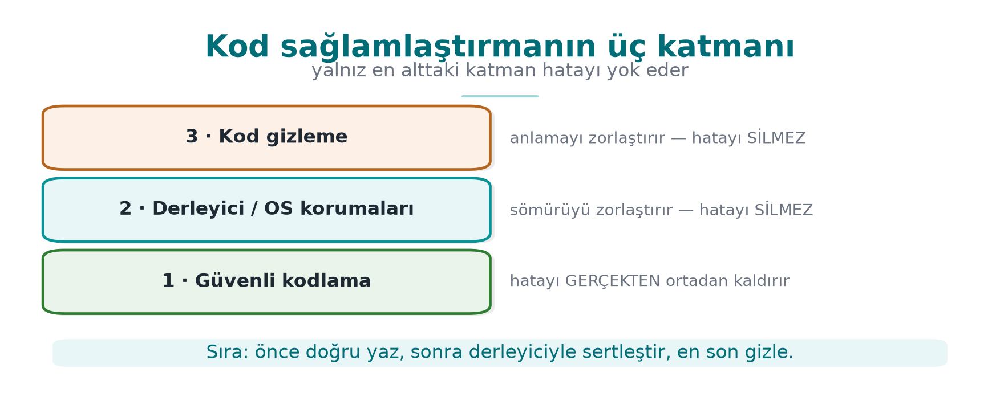 Kod sağlamlaştırmanın üç katmanı
yalnız en alttaki katman hatayı yok eder
3 · Kod gizleme
anlamayı zorlaştırır — hatayı SİLMEZ
2 · Derleyici / OS korumaları
sömürüyü zorlaştırır — hatayı SİLMEZ
1 · Güvenli kodlama
hatayı GERÇEKTEN ortadan kaldırır
Sıra: önce doğru yaz, sonra derleyiciyle sertleştir, en son gizle.